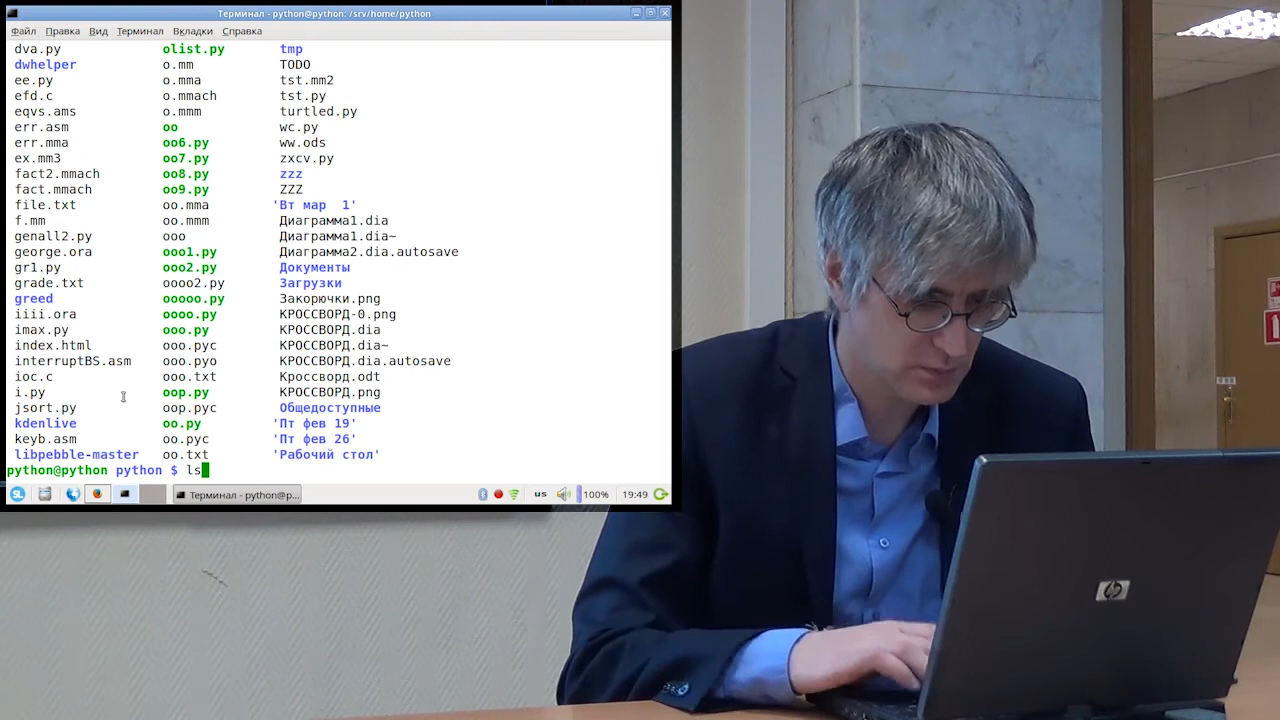 Терминал - python@python: /srv/home/python
Файл Правка Вид Терминал Вкладки Справка
dva.py olist.py tmp
dwhelper o.mm TODO
ee.py o.mma tst.mm2
efd.c o.mmach tst.py
eqvs.ams o.mmm turtled.py
err.asm oo wc.py
err.mma oo6.py ww.ods
ex.mm3 oo7.py zxcv.py
fact2.mmach oo8.py zzz
fact.mmach oo9.py ZZZ
file.txt oo.mma 'Вт мар  1'
f.mm oo.mmm Диаграмма1.dia
genall2.py ooo Диаграмма1.dia~
george.ora ooo1.py Диаграмма2.dia.autosave
gr1.py ooo2.py Документы
grade.txt oooo2.py Загрузки
greed ooooo.py Закорючки.png
iiii.ora oooo.py КРОССВОРД-0.png
imax.py ooo.py КРОССВОРД.dia
index.html ooo.pyc КРОССВОРД.dia~
interruptBS.asm ooo.pyo КРОССВОРД.dia.autosave
ioc.c ooo.txt Кроссворд.odt
i.py oop.py КРОССВОРД.png
jsort.py oop.pyc Общедоступные
kdenlive oo.py 'Пт фев 19'
keyb.asm oo.pyc 'Пт фев 26'
libpebble-master oo.txt 'Рабочий стол'
python@python python $ ls
Терминал - python@p... us 100% 19:49
hp